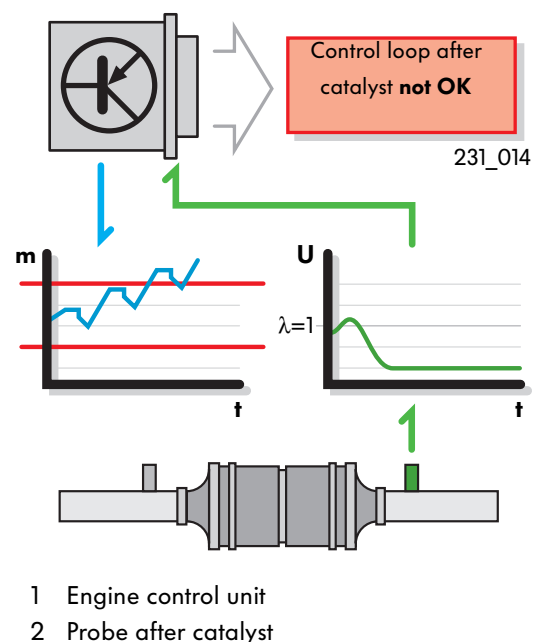 Control loop after
catalyst not OK
231_014
m
U
λ=1
t
t
1 Engine control unit
2 Probe after catalyst